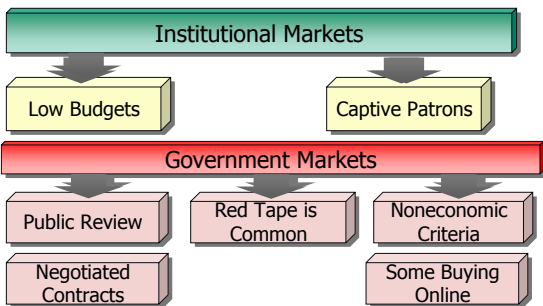 Institutional Markets
Low Budgets
Captive Patrons
Government Markets
Public Review
Red Tape is
Common
Noneconomic
Criteria
Negotiated
Contracts
Some Buying
Online